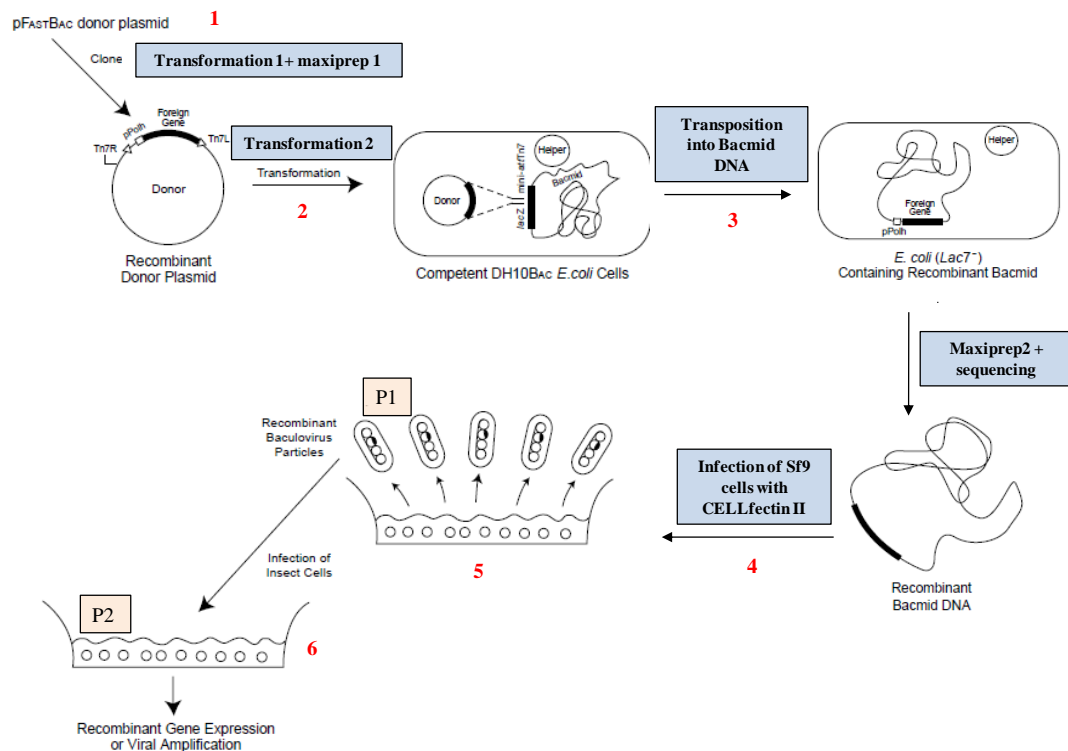 1
pFASTBAC donor plasmid
Clone
Transformation 1+ maxiprep 1
Foreign
Gene
pPolh
Tn7R
Tn7L
Donor
Recombinant
Donor Plasmid
Transformation 2
Transformation
2
Helper
Donor
lacZ
mini-attTn7
Bacmid
Competent DH10BAC E.coli Cells
Transposition
into Bacmid
DNA
3
Helper
Foreign
Gene
pPolh
E. coli (Lac7⁻)
Containing Recombinant Bacmid
Maxiprep2 +
sequencing
Recombinant
Bacmid DNA
Infection of Sf9
cells with
CELLfectin II
4
P1
Recombinant
Baculovirus
Particles
5
Infection of
Insect Cells
P2
6
Recombinant Gene Expression
or Viral Amplification